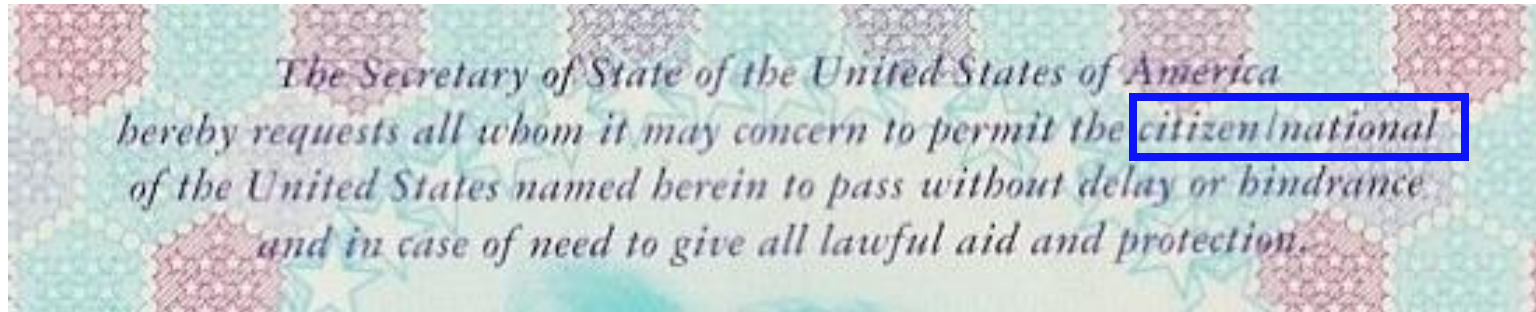 The Secretary of State of the United States of America
hereby requests all whom it may concern to permit the citizen/national
of the United States named herein to pass without delay or hindrance
and in case of need to give all lawful aid and protection.